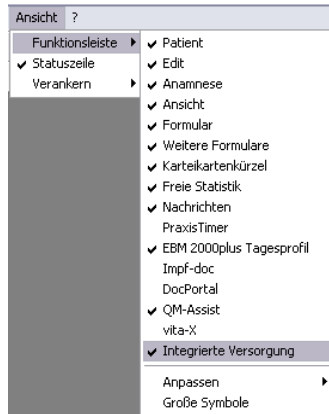 Ansicht ?
Funktionsleiste
Statuszeile
Verankern
Patient
Edit
Anamnese
Ansicht
Formular
Weitere Formulare
Karteikartenkürzel
Freie Statistik
Nachrichten
PraxisTimer
EBM 2000plus Tagesprofil
Impf-doc
DocPortal
QM-Assist
vita-X
Integrierte Versorgung
Anpassen
Große Symbole